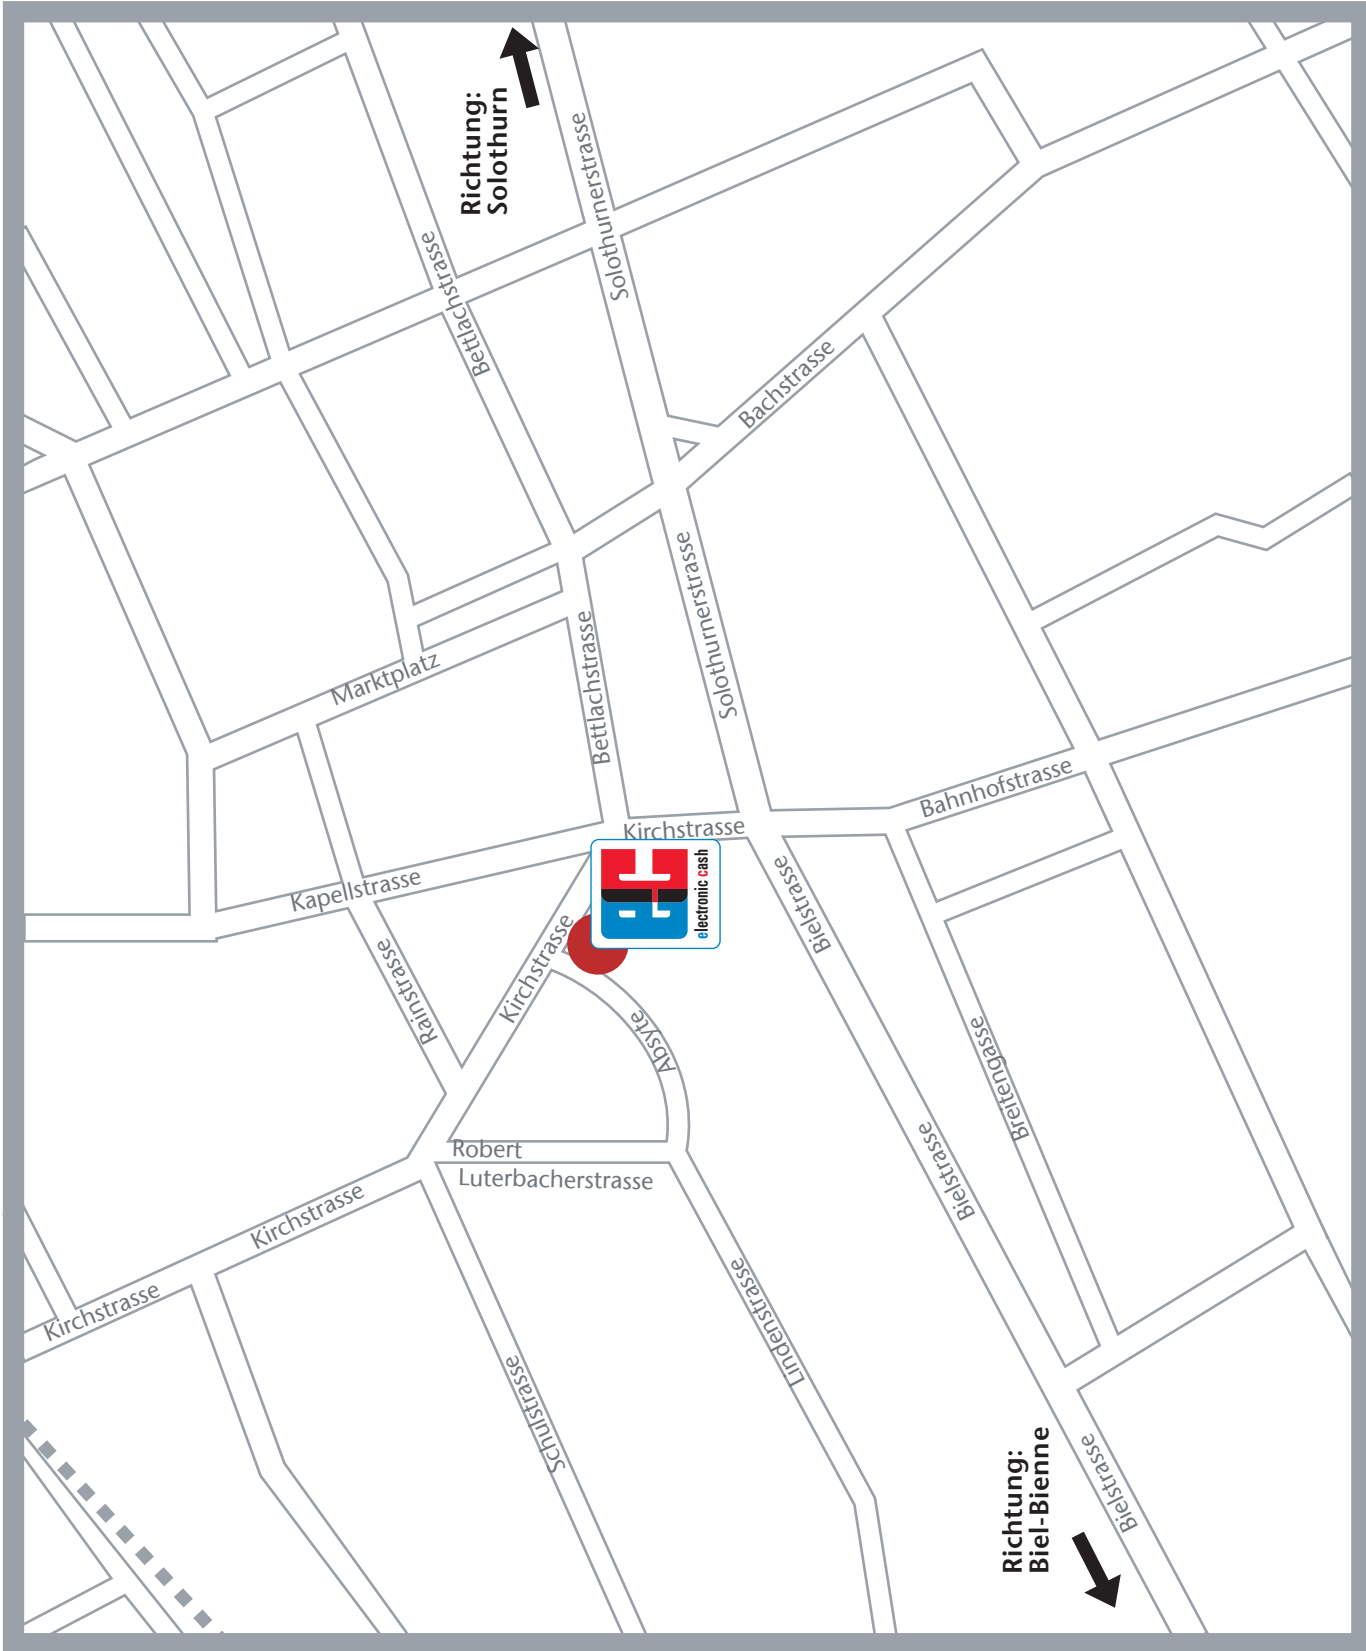 Richtung:
Solothurn
Solothurnerstrasse
Bettlachstrasse
Bachstrasse
Solothurnerstrasse
Bettlachstrasse
Marktplatz
Bahnhofstrasse
Kirchstrasse
electronic cash
Kapellstrasse
Bielstrasse
Kirchstrasse
Rainstrasse
Absyte
Breitengasse
Robert
Luterbacherstrasse
Bielstrasse
Kirchstrasse
Kirchstrasse
Lindenstrasse
Schulstrasse
Richtung:
Biel-Bienne
Bielstrasse